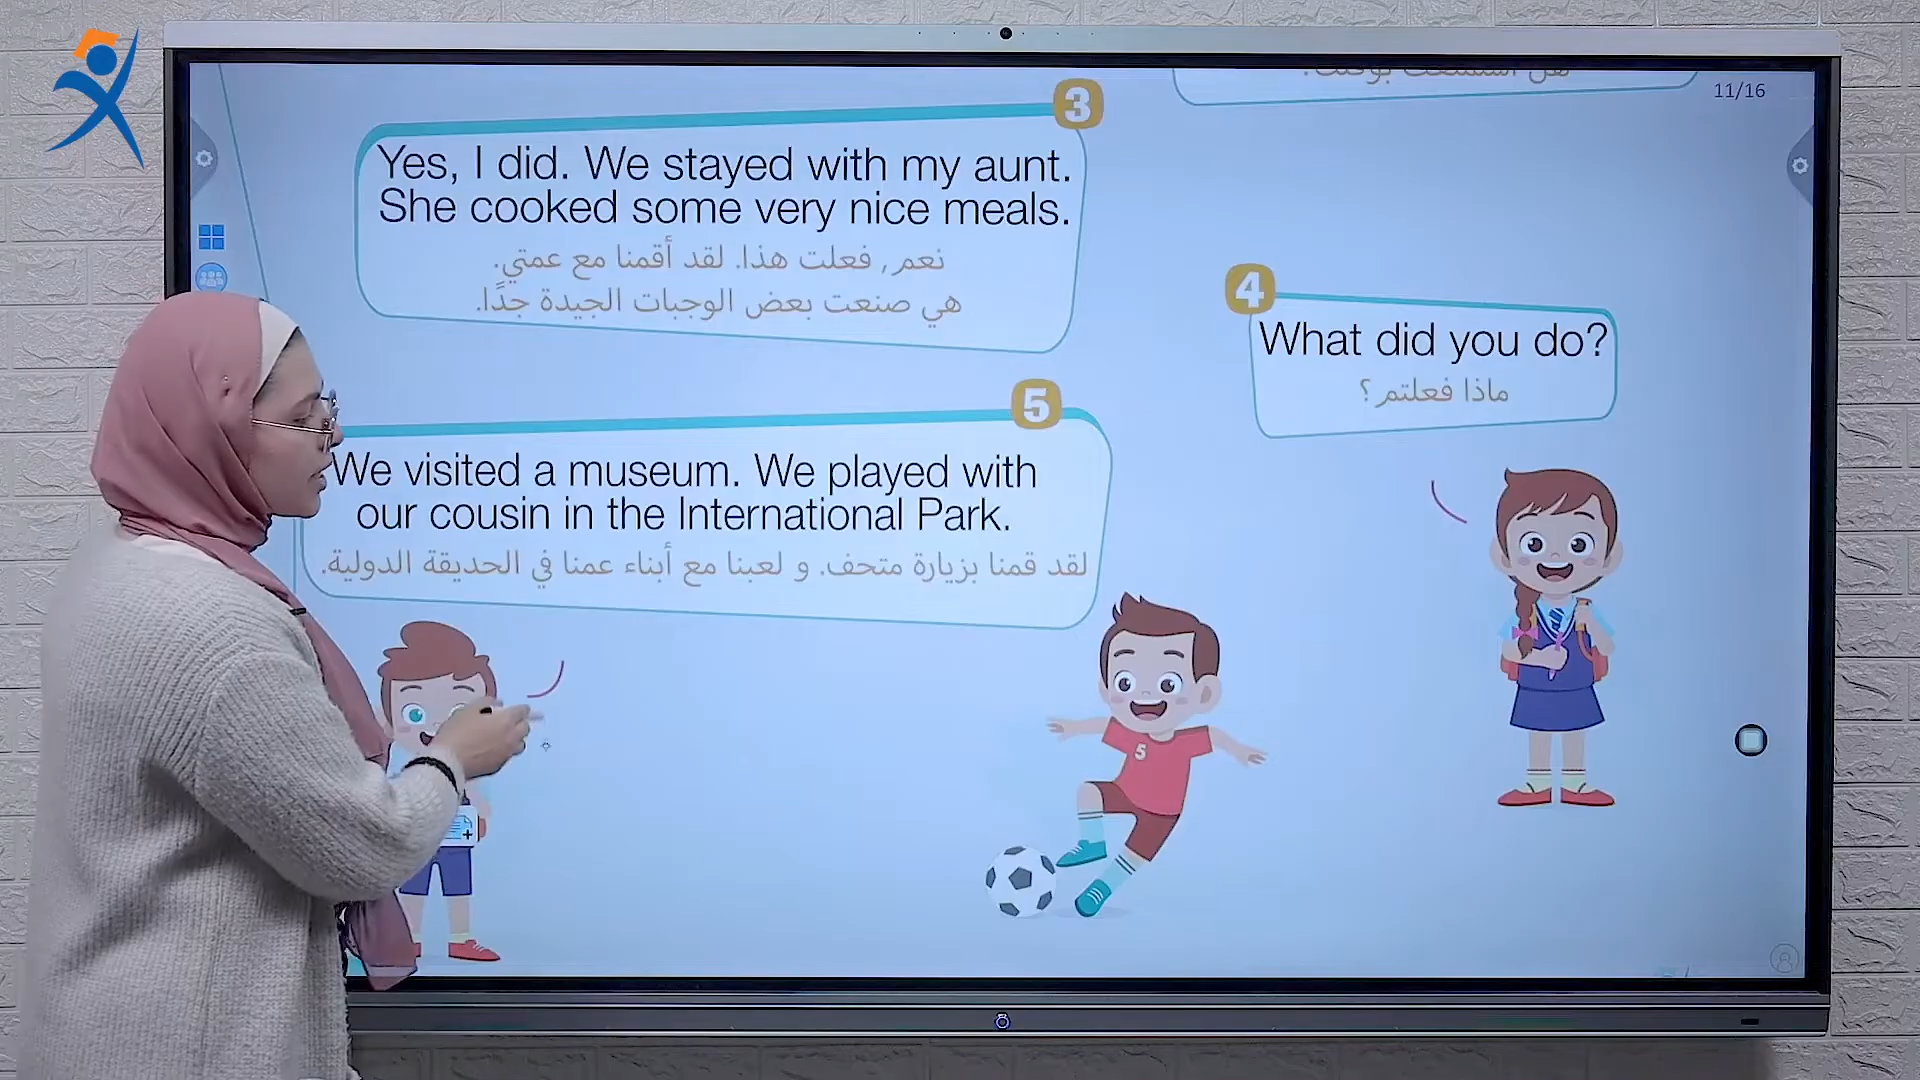 هل استمتعت بوقتك؟
11/16
3
Yes, I did. We stayed with my aunt.
She cooked some very nice meals.
نعم, فعلت هذا. لقد أقمنا مع عمتي.
هي صنعت بعض الوجبات الجيدة جدًا.
4
What did you do?
ماذا فعلتم؟
5
We visited a museum. We played with
our cousin in the International Park.
لقد قمنا بزيارة متحف. و لعبنا مع أبناء عمنا في الحديقة الدولية.
5